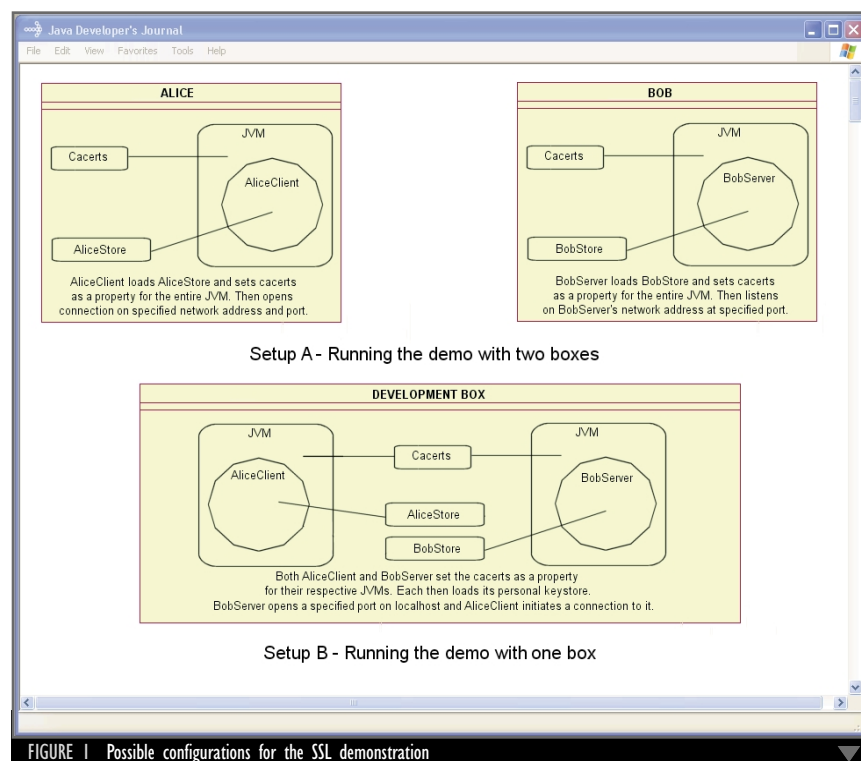 Java Developer's Journal
File Edit View Favorites Tools Help
ALICE
JVM
Cacerts
AliceClient
AliceStore
AliceClient loads AliceStore and sets cacerts
as a property for the entire JVM. Then opens
connection on specified network address and port.
BOB
JVM
Cacerts
BobServer
BobStore
BobServer loads BobStore and sets cacerts
as a property for the entire JVM. Then listens
on BobServer's network address at specified port.
Setup A - Running the demo with two boxes
DEVELOPMENT BOX
JVM
JVM
Cacerts
AliceClient
BobServer
AliceStore
BobStore
Both AliceClient and BobServer set the cacerts as a property
for their respective JVMs. Each then loads its personal keystore.
BobServer opens a specified port on localhost and AliceClient initiates a connection to it.
Setup B - Running the demo with one box
FIGURE 1 Possible configurations for the SSL demonstration